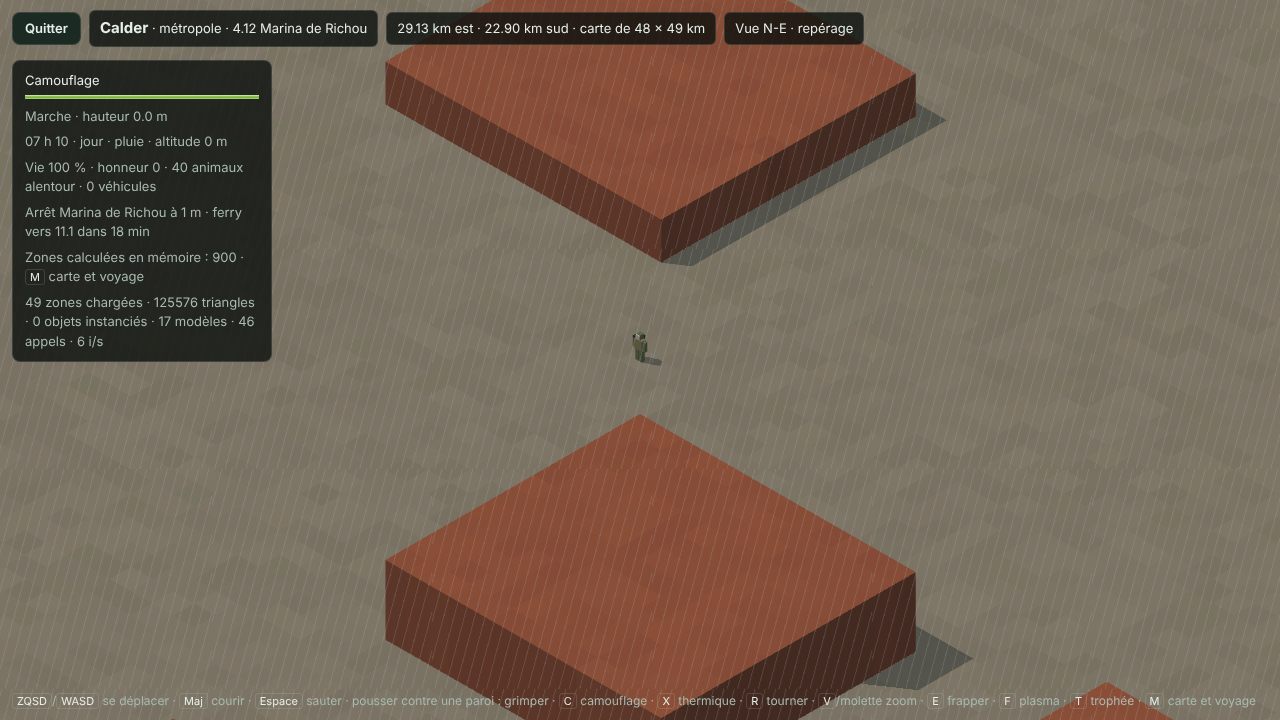 Quitter
Calder · métropole · 4.12 Marina de Richou
29.13 km est · 22.90 km sud · carte de 48 × 49 km
Vue N-E · repérage
Camouflage
Marche · hauteur 0.0 m
07 h 10 · jour · pluie · altitude 0 m
Vie 100 % · honneur 0 · 40 animaux
alentour · 0 véhicules
Arrêt Marina de Richou à 1 m · ferry
vers 11.1 dans 18 min
Zones calculées en mémoire : 900 ·
M carte et voyage
49 zones chargées · 125576 triangles
· 0 objets instanciés · 17 modèles · 46
appels · 6 i/s
ZQSD / WASD se déplacer · Maj courir · Espace sauter · pousser contre une paroi : grimper · C camouflage · X thermique · R tourner · V /molette zoom · E frapper · F plasma · T trophée · M carte et voyage